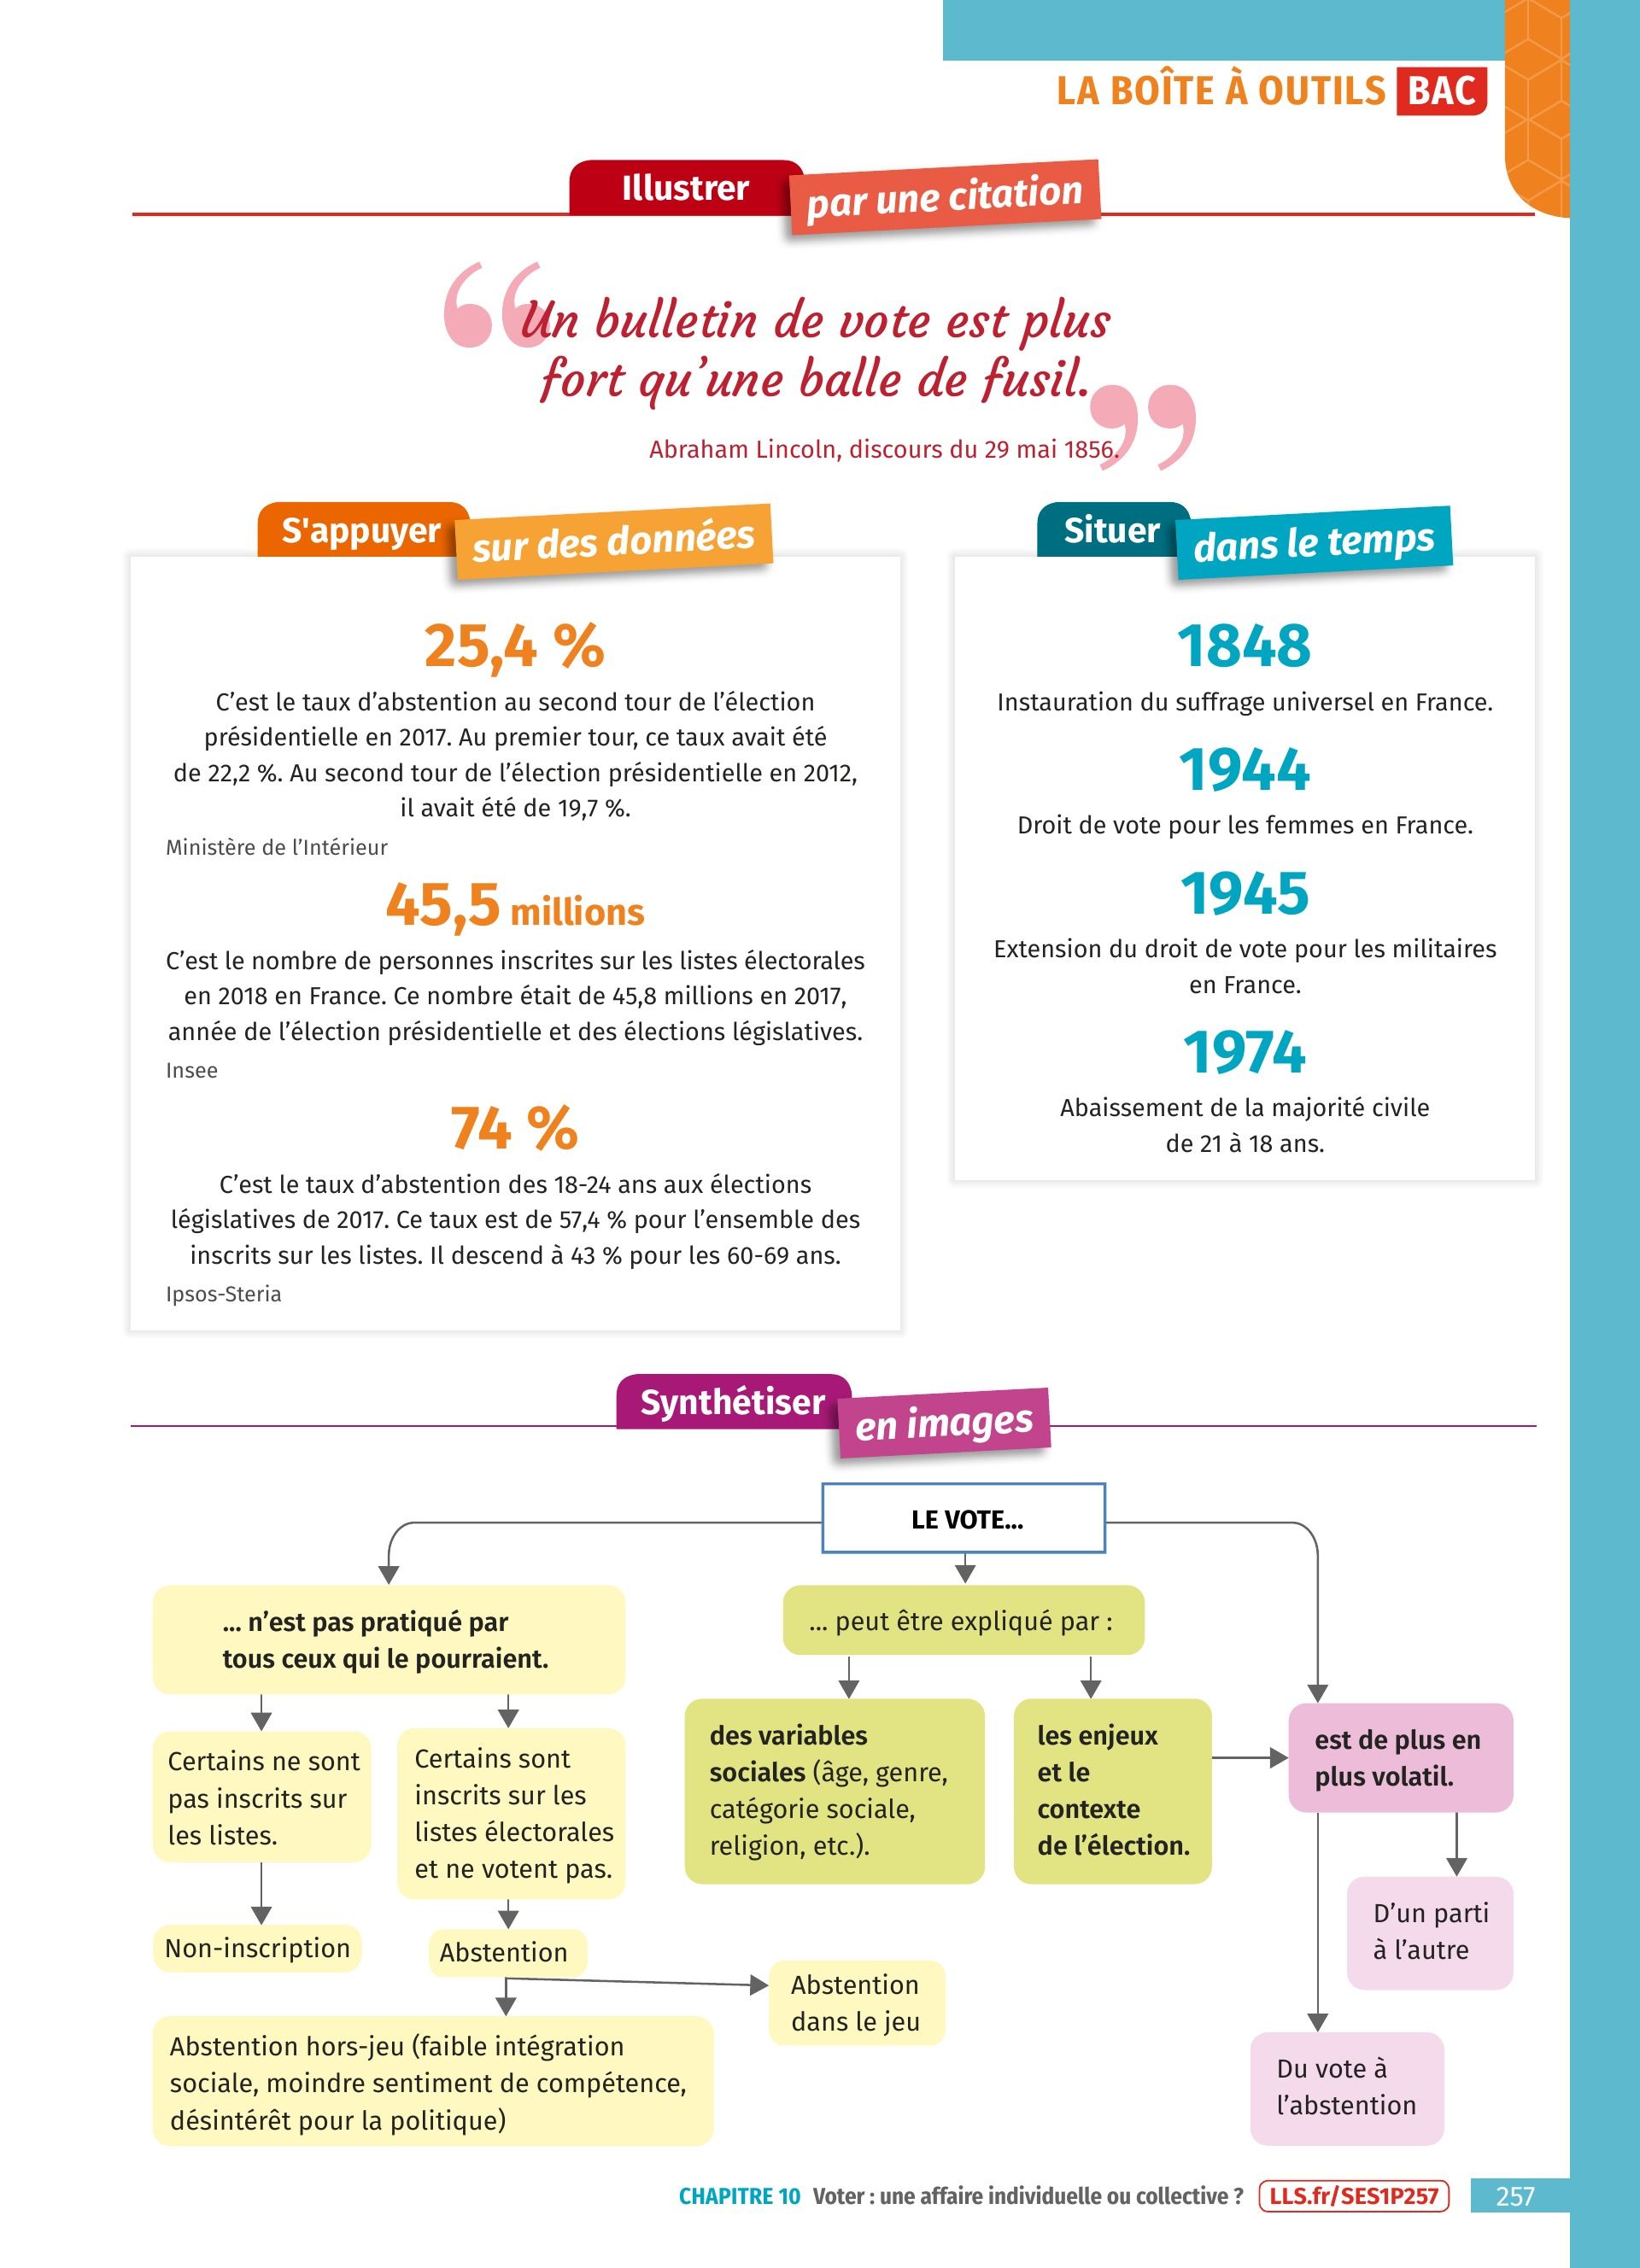 LA BOÎTE À OUTILS BAC
Illustrer par une citation
Un bulletin de vote est plus
fort qu’une balle de fusil.
Abraham Lincoln, discours du 29 mai 1856.
S'appuyer sur des données
25,4 %
C’est le taux d’abstention au second tour de l’élection
présidentielle en 2017. Au premier tour, ce taux avait été
de 22,2 %. Au second tour de l’élection présidentielle en 2012,
il avait été de 19,7 %.
Ministère de l’Intérieur
45,5 millions
C’est le nombre de personnes inscrites sur les listes électorales
en 2018 en France. Ce nombre était de 45,8 millions en 2017,
année de l’élection présidentielle et des élections législatives.
Insee
74 %
C’est le taux d’abstention des 18-24 ans aux élections
législatives de 2017. Ce taux est de 57,4 % pour l’ensemble des
inscrits sur les listes. Il descend à 43 % pour les 60-69 ans.
Ipsos-Steria
Situer dans le temps
1848
Instauration du suffrage universel en France.
1944
Droit de vote pour les femmes en France.
1945
Extension du droit de vote pour les militaires
en France.
1974
Abaissement de la majorité civile
de 21 à 18 ans.
Synthétiser en images
LE VOTE...
... n’est pas pratiqué par
tous ceux qui le pourraient.
Certains ne sont
pas inscrits sur
les listes.
Non-inscription
Certains sont
inscrits sur les
listes électorales
et ne votent pas.
Abstention
Abstention hors-jeu (faible intégration
sociale, moindre sentiment de compétence,
désintérêt pour la politique)
Abstention
dans le jeu
... peut être expliqué par :
des variables
sociales (âge, genre,
catégorie sociale,
religion, etc.).
les enjeux
et le
contexte
de l’élection.
est de plus en
plus volatil.
D’un parti
à l’autre
Du vote à
l’abstention
CHAPITRE 10 Voter : une affaire individuelle ou collective ? LLS.fr/SES1P257 257